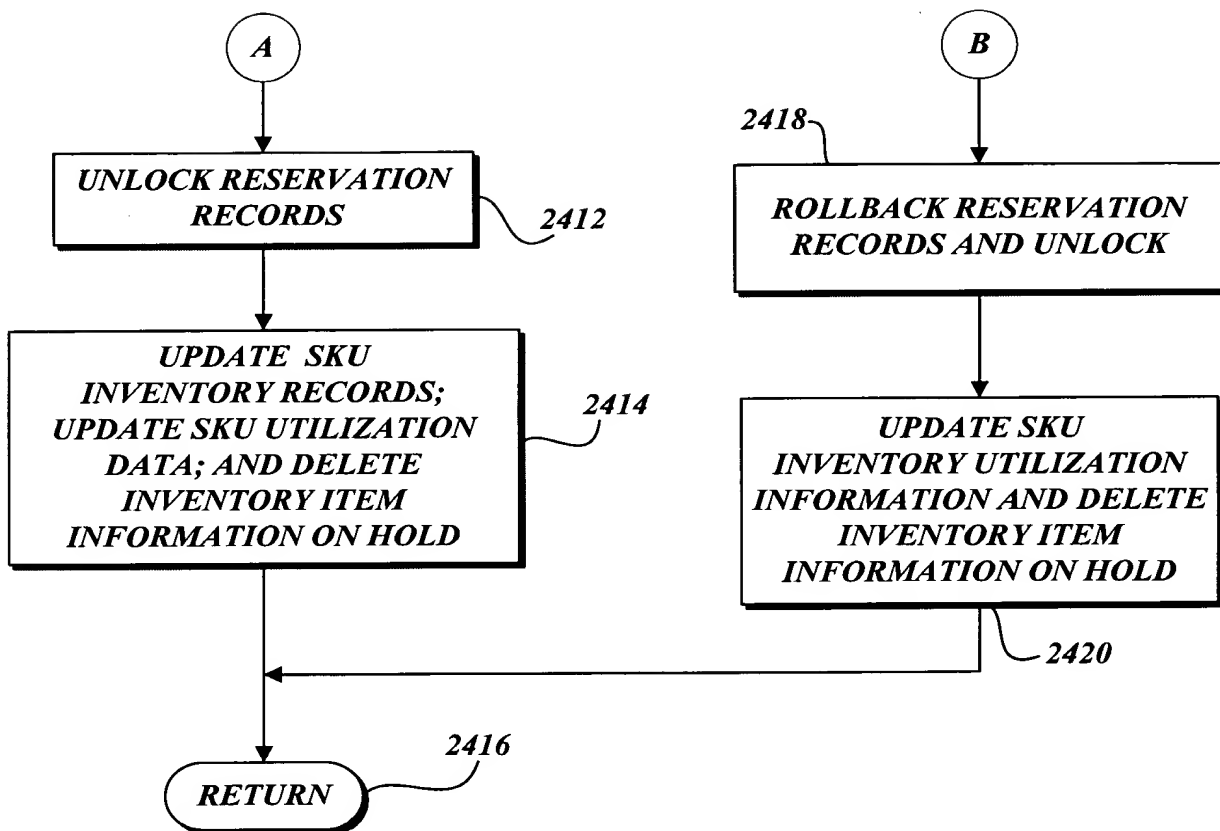 A
UNLOCK RESERVATION
RECORDS
2412
UPDATE SKU
INVENTORY RECORDS;
UPDATE SKU UTILIZATION
DATA; AND DELETE
INVENTORY ITEM
INFORMATION ON HOLD
2414
B
2418
ROLLBACK RESERVATION
RECORDS AND UNLOCK
UPDATE SKU
INVENTORY UTILIZATION
INFORMATION AND DELETE
INVENTORY ITEM
INFORMATION ON HOLD
2420
2416
RETURN